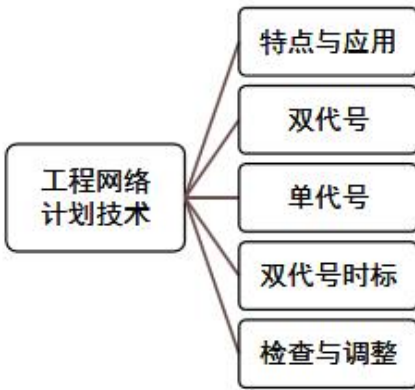 工程网络
计划技术
特点与应用
双代号
单代号
双代号时标
检查与调整